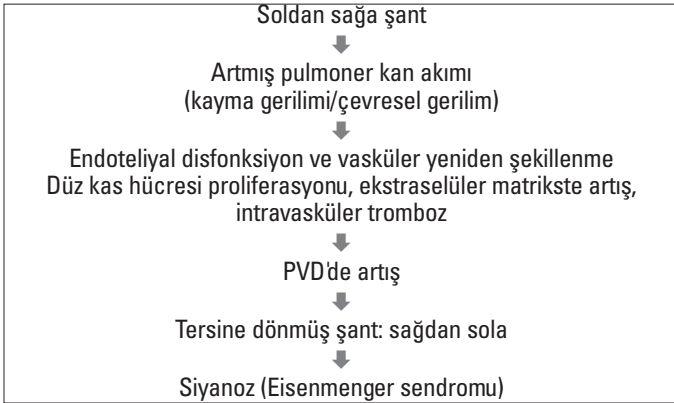 Soldan sağa şant
Artmış pulmoner kan akımı
(kayma gerilimi/çevresel gerilim)
Endoteliyal disfonksiyon ve vasküler yeniden şekillenme
Düz kas hücresi proliferasyonu, ekstraselüler matrikste artış,
intravasküler tromboz
PVD'de artış
Tersine dönmüş şant: sağdan sola
Siyanoz (Eisenmenger sendromu)